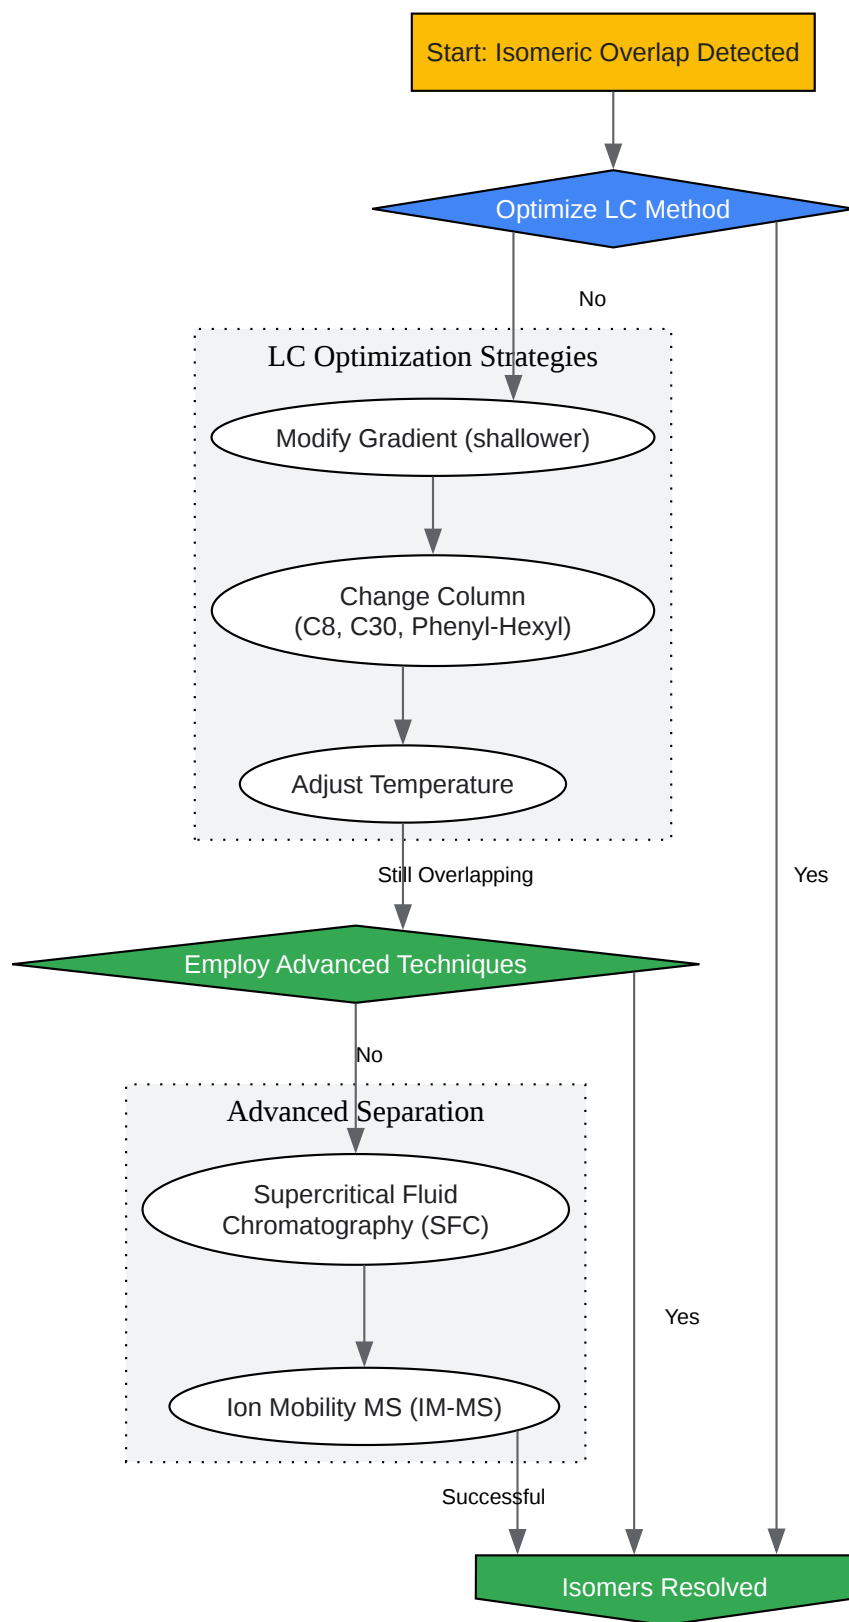 Start: Isomeric Overlap Detected
Optimize LC Method
No
LC Optimization Strategies
Modify Gradient (shallower)
Change Column
(C8, C30, Phenyl-Hexyl)
Adjust Temperature
Still Overlapping
Yes
Employ Advanced Techniques
No
Advanced Separation
Supercritical Fluid
Chromatography (SFC)
Yes
Ion Mobility MS (IM-MS)
Successful
Isomers Resolved